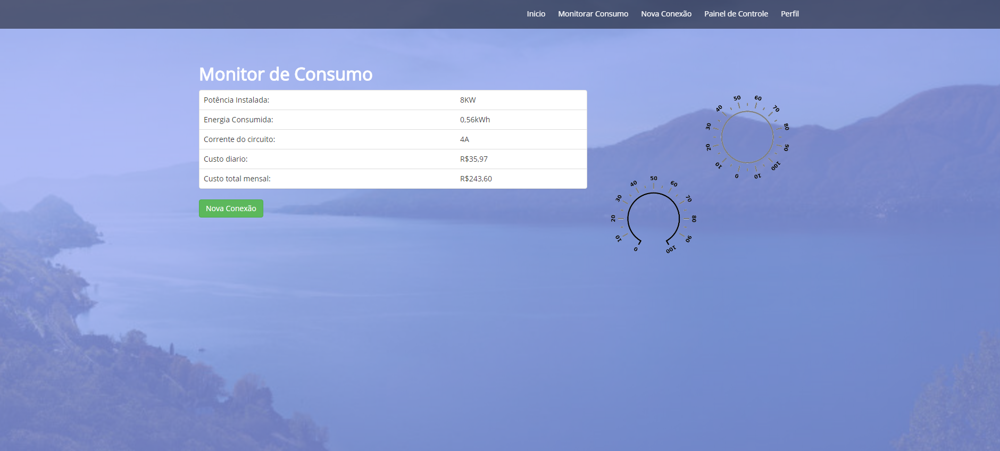 Inicio Monitorar Consumo Nova Conexão Painel de Controle Perfil
Monitor de Consumo
Potência Instalada: 8KW
Energia Consumida: 0,56kWh
Corrente do circuito: 4A
Custo diario: R$35,97
Custo total mensal: R$243,60
Nova Conexão
0 10 20 30 40 50 60 70 80 90 100 10
0 10 20 30 40 50 60 70 80 90 100